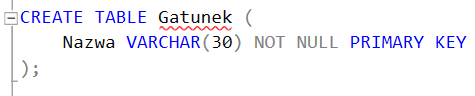 CREATE TABLE Gatunek (
    Nazwa VARCHAR(30) NOT NULL PRIMARY KEY
);